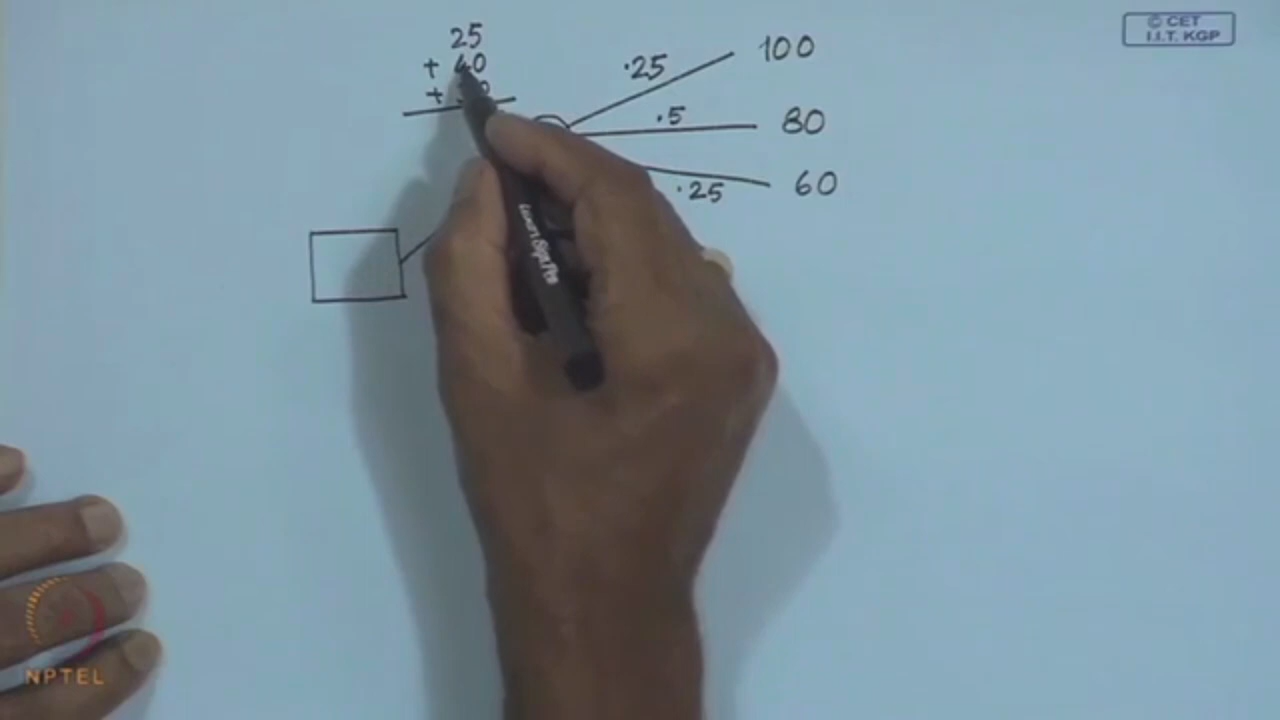 25
+ 40
+
.25 100
.5 80
.25 60
© CET
I.I.T. KGP
NPTEL